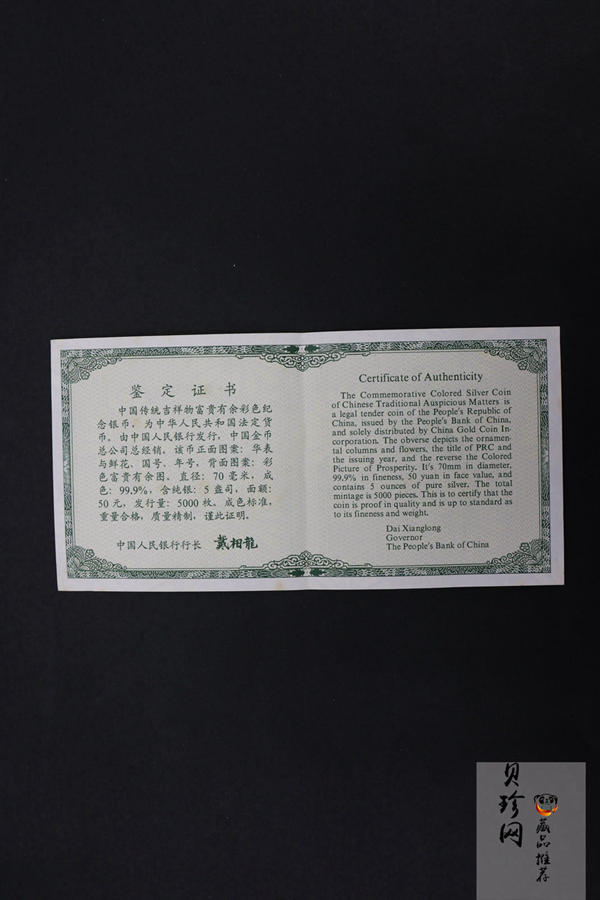 鉴定证书
中国传统吉祥物富贵有余彩色纪
念银币，为中华人民共和国法定货
币。由中国人民银行发行，中国金币
总公司总经销。该币正面图案：华表
与鲜花、国号、年号，背面图案：彩
色富贵有余图。直径：70毫米，成
色：99.9%，含纯银：5盎司，面额：
50元，发行量：5000枚。成色标准，
重量合格，质量精制，谨此证明。
中国人民银行行长 戴相龍
Certificate of Authenticity
The Commemorative Colored Silver Coin
of Chinese Traditional Auspicious Matters is
a legal tender coin of the People's Republic of
China, issued by the People's Bank of China,
and solely distributed by China Gold Coin In-
corporation. The obverse depicts the ornamen-
tal columns and flowers, the title of PRC and
the issuing year, and the reverse the Colored
Picture of Prosperity. It's 70mm in diameter,
99.9% in fineness, 50 yuan in face value, and
contains 5 ounces of pure silver. The total
mintage is 5000 pieces. This is to certify that the
coin is proof in quality and is up to standard as
to its fineness and weight.
Dai Xianglong
Governor
The People's Bank of China
贝珍网
藏品推荐